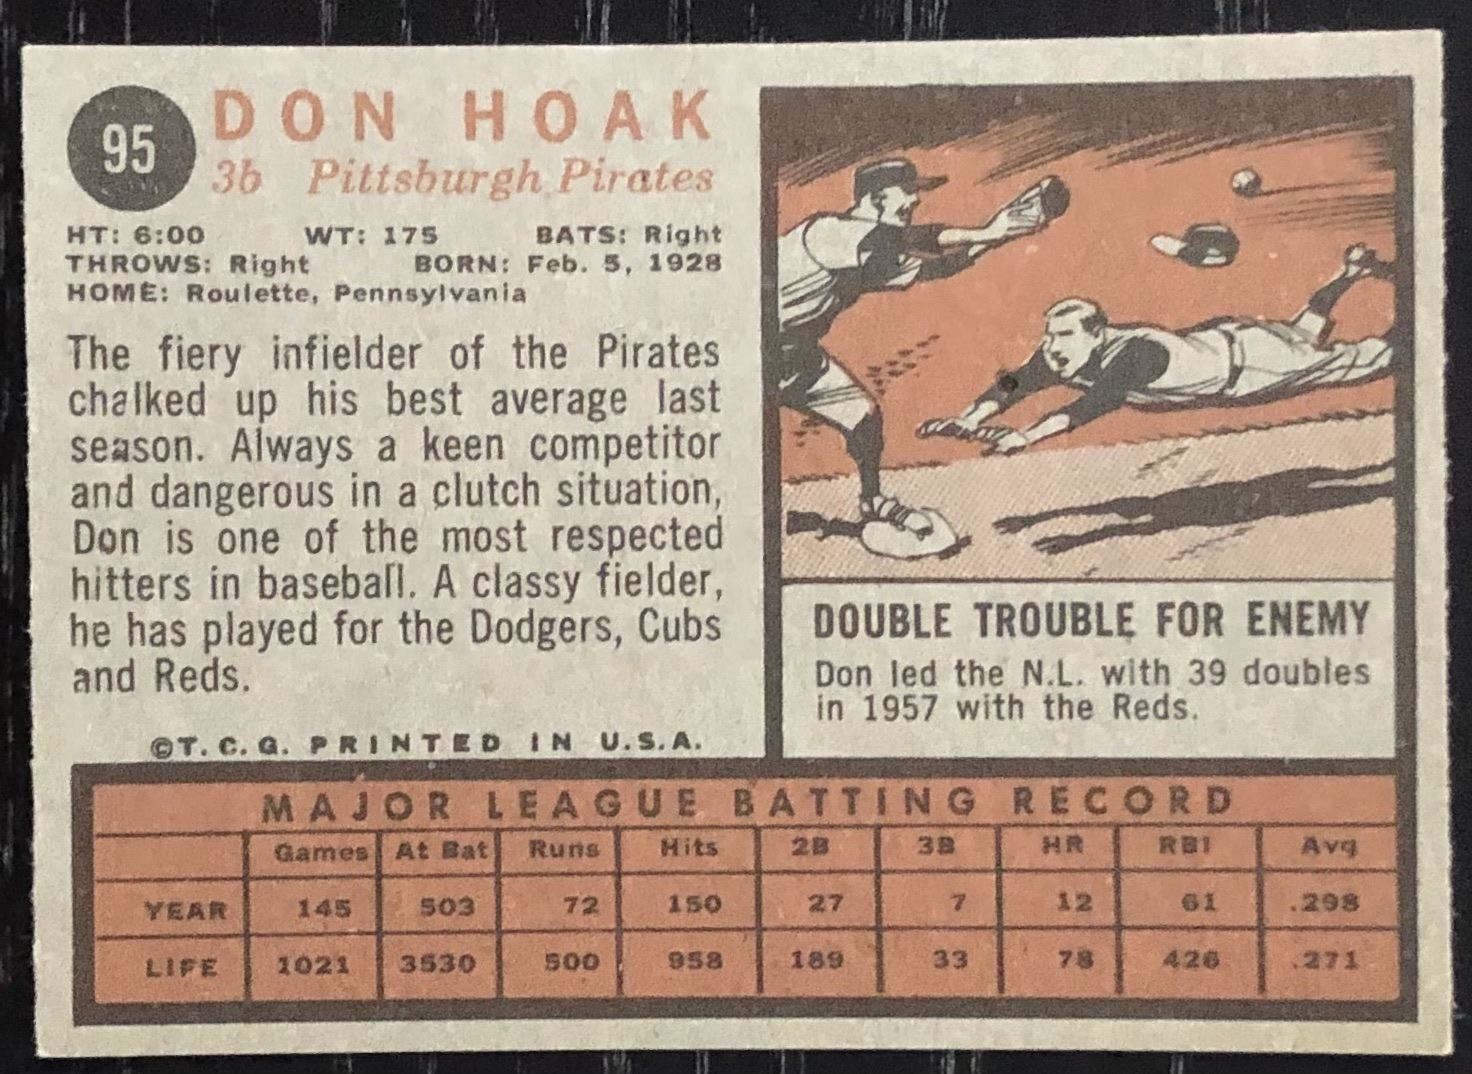 95
DON HOAK
3b Pittsburgh Pirates
HT: 6:00 WT: 175 BATS: Right
THROWS: Right BORN: Feb. 5, 1928
HOME: Roulette, Pennsylvania
The fiery infielder of the Pirates
chalked up his best average last
season. Always a keen competitor
and dangerous in a clutch situation,
Don is one of the most respected
hitters in baseball. A classy fielder,
he has played for the Dodgers, Cubs
and Reds.
©T.C.G. PRINTED IN U.S.A.
DOUBLE TROUBLE FOR ENEMY
Don led the N.L. with 39 doubles
in 1957 with the Reds.
MAJOR LEAGUE BATTING RECORD
Games At Bat Runs Hits 2B 3B HR RBI Avg
YEAR 145 503 72 150 27 7 12 61 .298
LIFE 1021 3530 500 958 189 33 78 426 .271